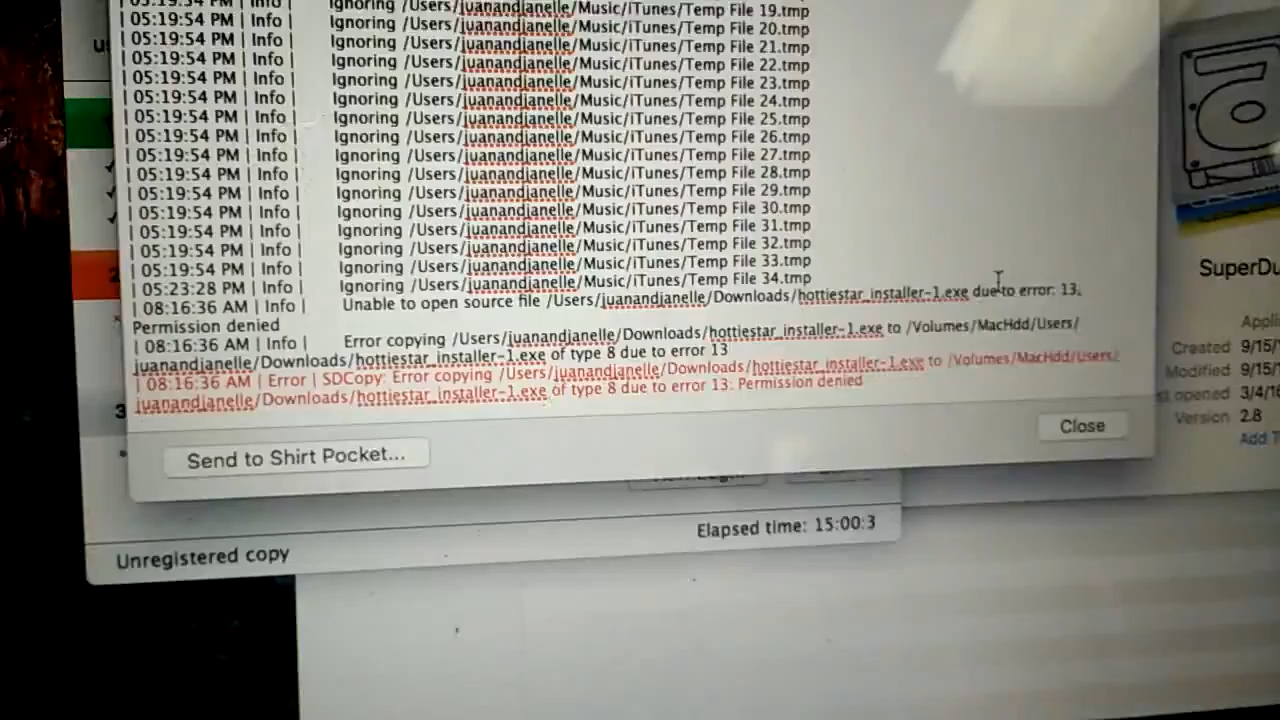 | 05:19:54 PM | Info | Ignoring /Users/juanandjanelle/Music/iTunes/Temp File 19.tmp
| 05:19:54 PM | Info | Ignoring /Users/juanandjanelle/Music/iTunes/Temp File 20.tmp
| 05:19:54 PM | Info | Ignoring /Users/juanandjanelle/Music/iTunes/Temp File 21.tmp
| 05:19:54 PM | Info | Ignoring /Users/juanandjanelle/Music/iTunes/Temp File 22.tmp
| 05:19:54 PM | Info | Ignoring /Users/juanandjanelle/Music/iTunes/Temp File 23.tmp
| 05:19:54 PM | Info | Ignoring /Users/juanandjanelle/Music/iTunes/Temp File 24.tmp
| 05:19:54 PM | Info | Ignoring /Users/juanandjanelle/Music/iTunes/Temp File 25.tmp
| 05:19:54 PM | Info | Ignoring /Users/juanandjanelle/Music/iTunes/Temp File 26.tmp
| 05:19:54 PM | Info | Ignoring /Users/juanandjanelle/Music/iTunes/Temp File 27.tmp
| 05:19:54 PM | Info | Ignoring /Users/juanandjanelle/Music/iTunes/Temp File 28.tmp
| 05:19:54 PM | Info | Ignoring /Users/juanandjanelle/Music/iTunes/Temp File 29.tmp
| 05:19:54 PM | Info | Ignoring /Users/juanandjanelle/Music/iTunes/Temp File 30.tmp
| 05:19:54 PM | Info | Ignoring /Users/juanandjanelle/Music/iTunes/Temp File 31.tmp
| 05:19:54 PM | Info | Ignoring /Users/juanandjanelle/Music/iTunes/Temp File 32.tmp
| 05:19:54 PM | Info | Ignoring /Users/juanandjanelle/Music/iTunes/Temp File 33.tmp
| 05:23:28 PM | Info | Ignoring /Users/juanandjanelle/Music/iTunes/Temp File 34.tmp
| 08:16:36 AM | Info | Unable to open source file /Users/juanandjanelle/Downloads/hottiestar_installer-1.exe due to error: 13,
Permission denied
| 08:16:36 AM | Info | Error copying /Users/juanandjanelle/Downloads/hottiestar_installer-1.exe to /Volumes/MacHdd/Users/
juanandjanelle/Downloads/hottiestar_installer-1.exe of type 8 due to error 13
| 08:16:36 AM | Error | SDCopy: Error copying /Users/juanandjanelle/Downloads/hottiestar_installer-1.exe to /Volumes/MacHdd/Users/
juanandjanelle/Downloads/hottiestar_installer-1.exe of type 8 due to error 13: Permission denied
Send to Shirt Pocket...
Close
Elapsed time: 15:00:3
Unregistered copy
SuperDu
Appli
Created 9/15/1
Modified 9/15/1
opened 3/4/16
Version 2.8
Add T